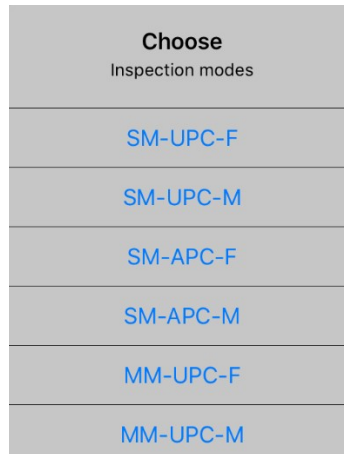 Choose
Inspection modes
SM-UPC-F
SM-UPC-M
SM-APC-F
SM-APC-M
MM-UPC-F
MM-UPC-M